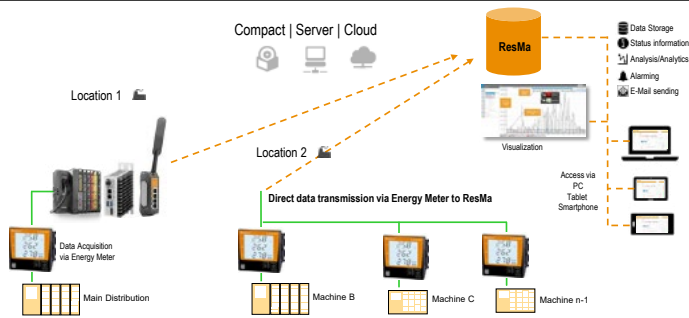 Compact | Server | Cloud
ResMa
Data Storage
Status information
Analysis/Analytics
Alarming
E-Mail sending
Location 1
Visualization
Location 2
Access via
PC
Tablet
Smartphone
Direct data transmission via Energy Meter to ResMa
Data Acquisition
via Energy Meter
Main Distribution
Machine B
Machine C
Machine n-1